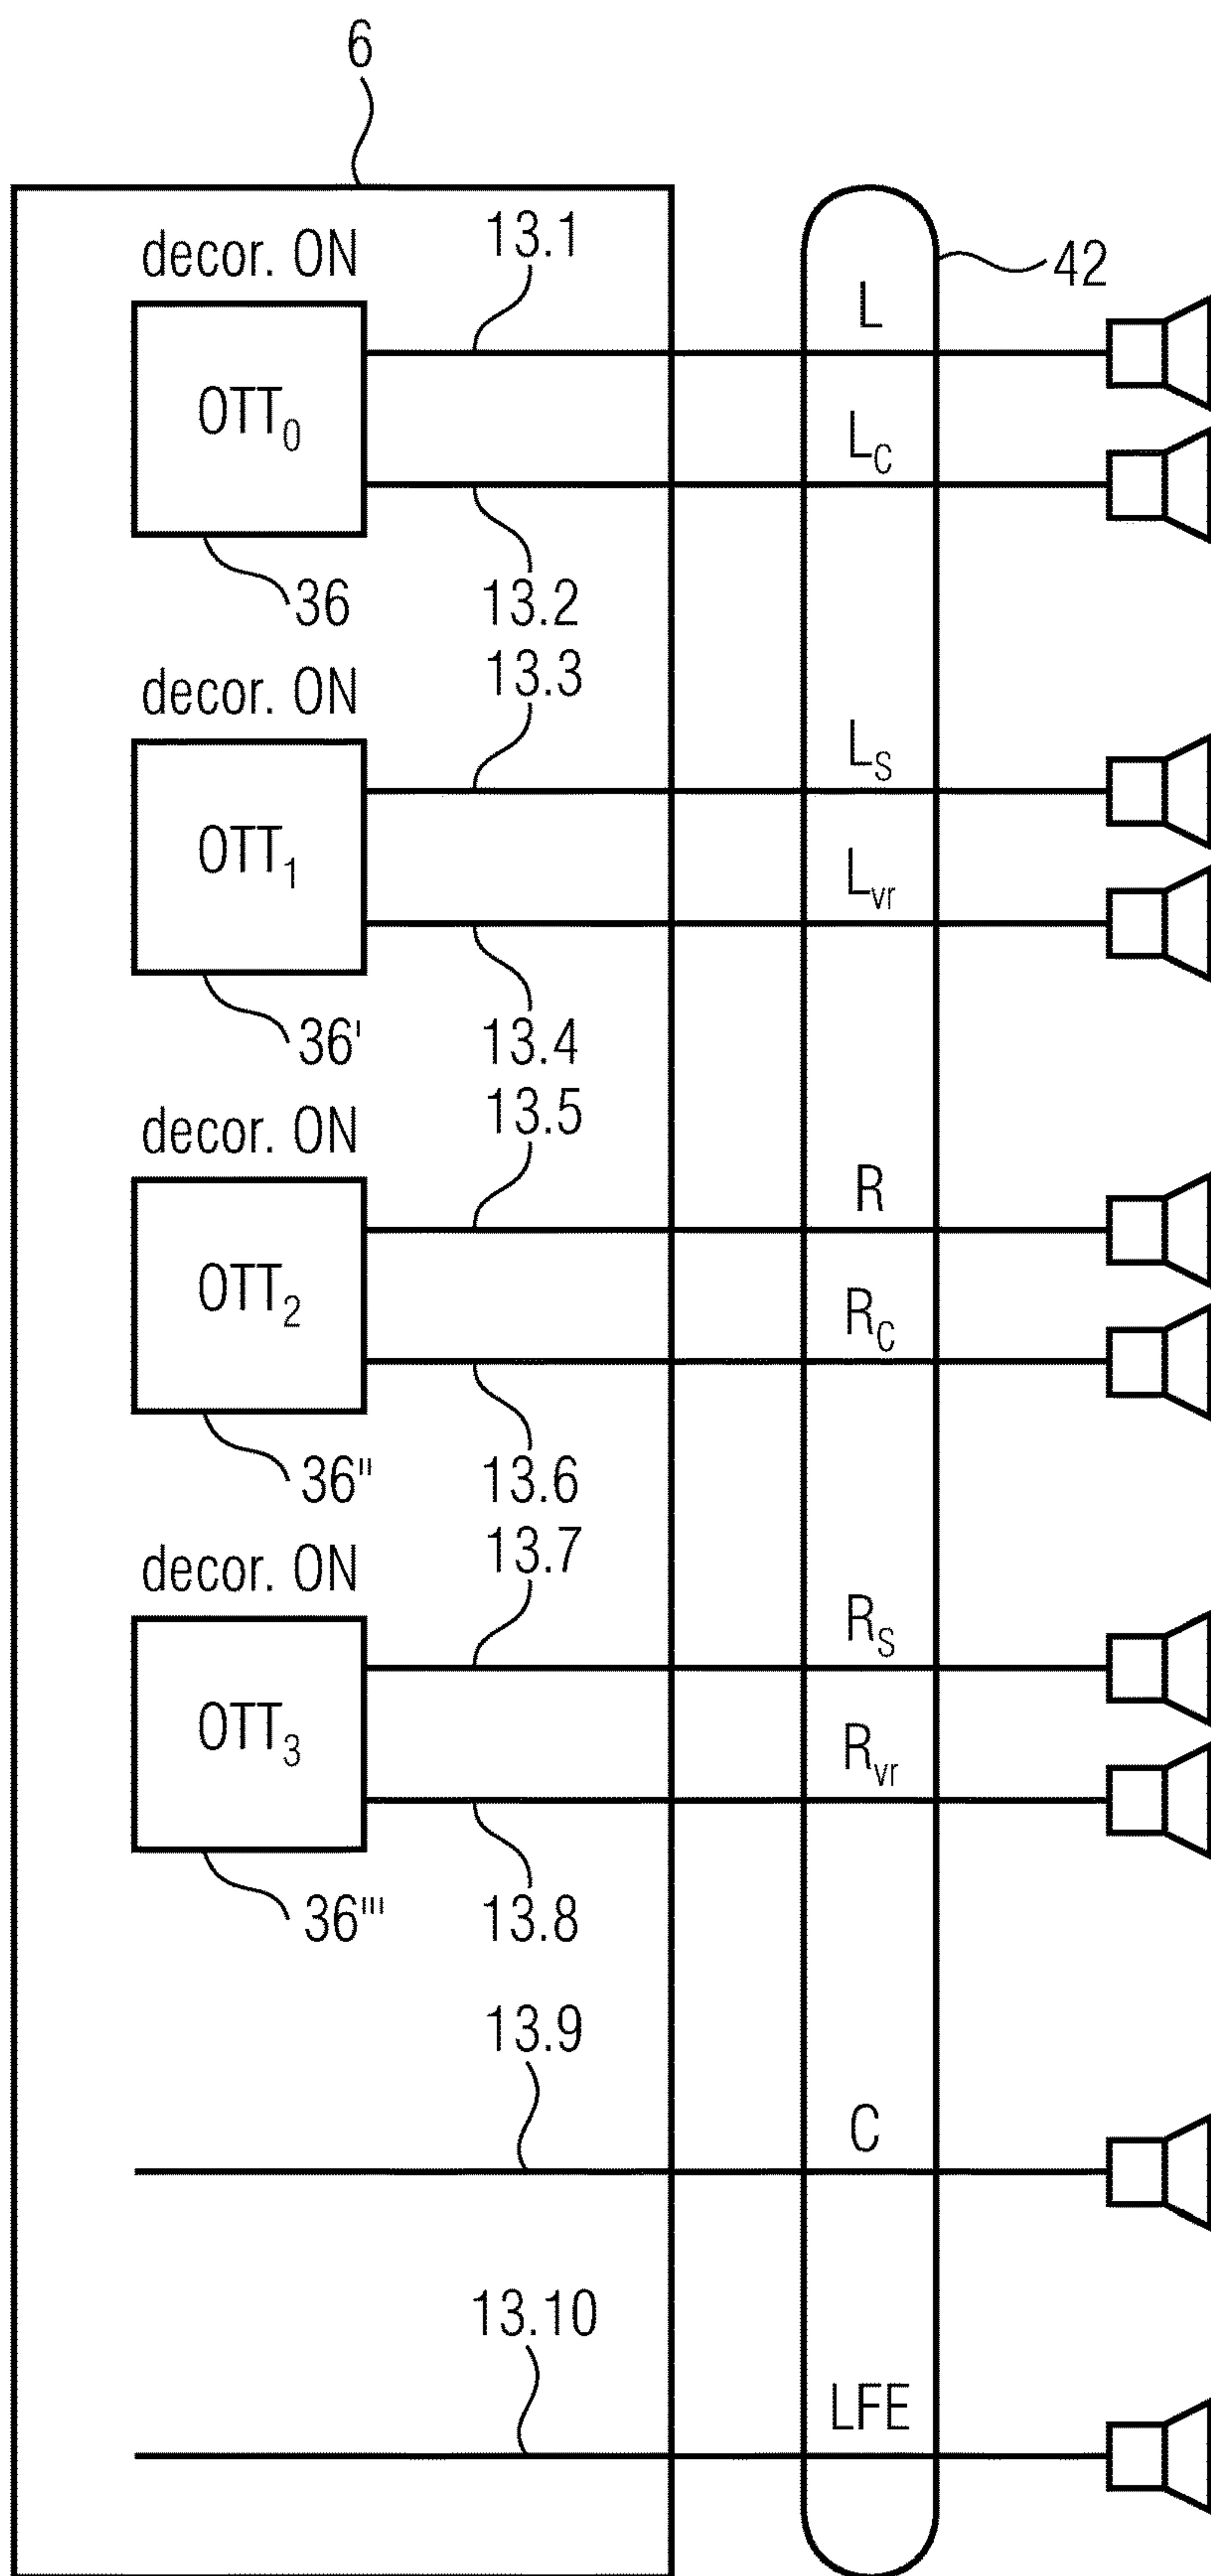 6
decor. ON
13.1
42
L
OTT0
LC
36
13.2
decor. ON
13.3
LS
OTT1
Lvr
36'
13.4
decor. ON
13.5
R
OTT2
RC
36"
13.6
decor. ON
13.7
RS
OTT3
Rvr
36'''
13.8
13.9
C
13.10
LFE